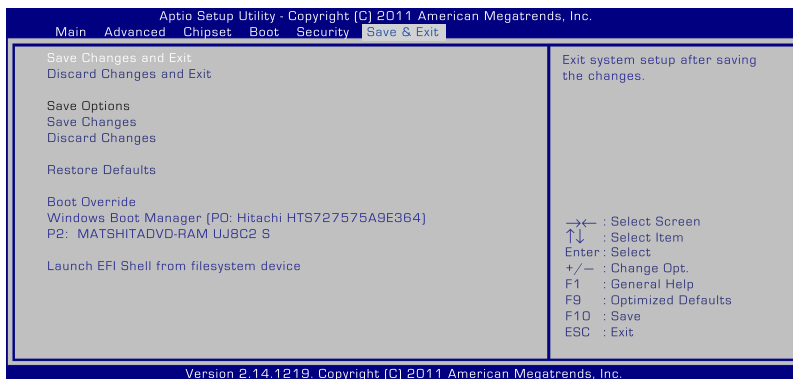 Aptio Setup Utility - Copyright (C) 2011 American Megatrends, Inc.
Main Advanced Chipset Boot Security Save & Exit
Save Changes and Exit
Discard Changes and Exit
Save Options
Save Changes
Discard Changes
Restore Defaults
Boot Override
Windows Boot Manager (P0: Hitachi HTS727575A9E364)
P2: MATSHITADVD-RAM UJ8C2 S
Launch EFI Shell from filesystem device
Exit system setup after saving
the changes.
→← : Select Screen
↑↓ : Select Item
Enter : Select
+/− : Change Opt.
F1 : General Help
F9 : Optimized Defaults
F10 : Save
ESC : Exit
Version 2.14.1219. Copyright (C) 2011 American Megatrends, Inc.